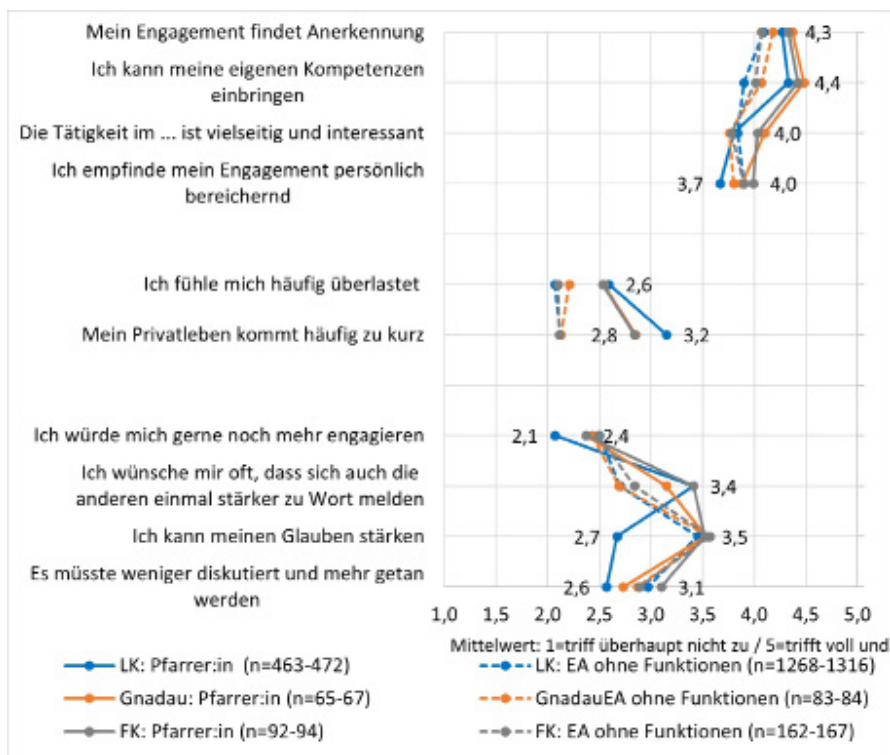 Mein Engagement findet Anerkennung
4,3
Ich kann meine eigenen Kompetenzen
einbringen
4,4
Die Tätigkeit im ... ist vielseitig und interessant
4,0
Ich empfinde mein Engagement persönlich
bereichernd
3,7
4,0
Ich fühle mich häufig überlastet
2,6
Mein Privatleben kommt häufig zu kurz
2,8
3,2
Ich würde mich gerne noch mehr engagieren
2,1
2,4
Ich wünsche mir oft, dass sich auch die
anderen einmal stärker zu Wort melden
3,4
Ich kann meinen Glauben stärken
2,7
3,5
Es müsste weniger diskutiert und mehr getan
werden
2,6
3,1
1,0 2,0 2,5 3,0 3,5 4,0 4,5 5,0
Mittelwert: 1=triff überhaupt nicht zu / 5=trifft voll und
LK: Pfarrer:in (n=463-472)
LK: EA ohne Funktionen (n=1268-1316)
Gnadau: Pfarrer:in (n=65-67)
GnadauEA ohne Funktionen (n=83-84)
FK: Pfarrer:in (n=92-94)
FK: EA ohne Funktionen (n=162-167)